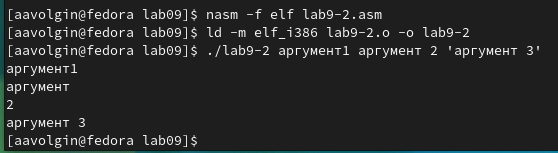 [aavolgin@fedora lab09]$ nasm -f elf lab9-2.asm
[aavolgin@fedora lab09]$ ld -m elf_i386 lab9-2.o -o lab9-2
[aavolgin@fedora lab09]$ ./lab9-2 аргумент1 аргумент 2 'аргумент 3'
аргумент1
аргумент
2
аргумент 3
[aavolgin@fedora lab09]$